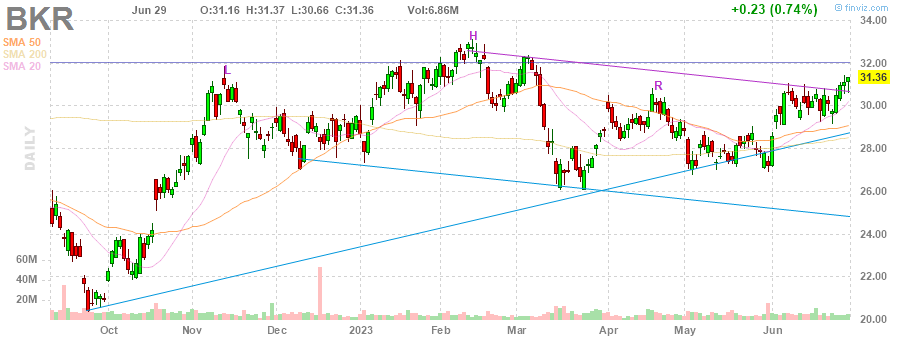 BKR Jun 29 O:31.16 H:31.37 L:30.66 C:31.36 Vol:6.86M +0.23 (0.74%) finviz.com
SMA 50
SMA 200
SMA 20
DAILY
L
H
R
34.00
32.00
31.36
30.00
28.00
26.00
24.00
22.00
20.00
60M
40M
20M
Oct Nov Dec 2023 Feb Mar Apr May Jun